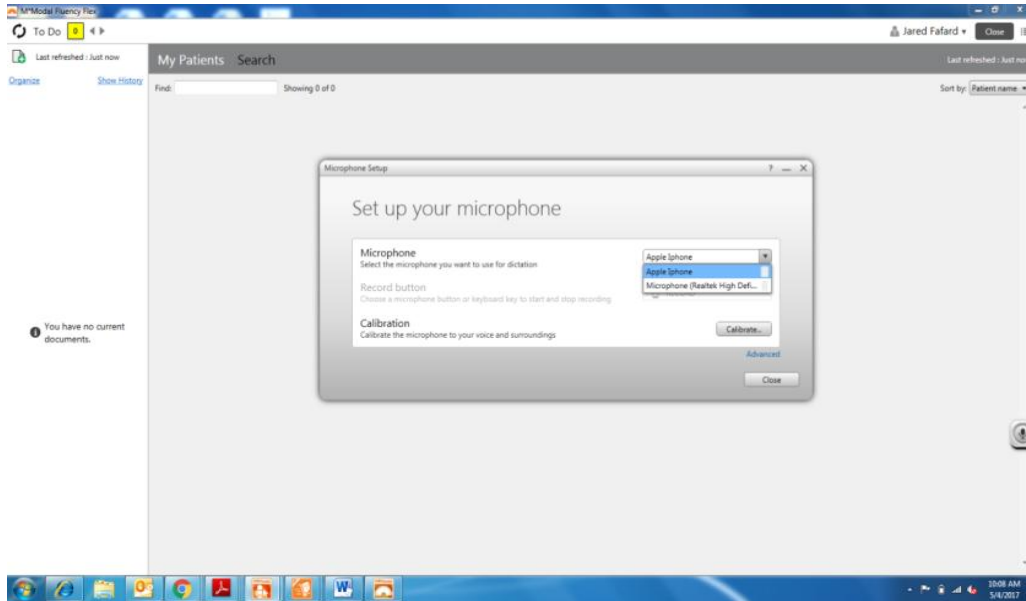 M*Modal Fluency Flex
To Do 0
Jared Fafard
Close
Last refreshed : Just now
My Patients Search
Last refreshed : Just no
Organize Show History
Find: Showing 0 of 0
Sort by: Patient name
Microphone Setup
Set up your microphone
Microphone
Select the microphone you want to use for dictation
Apple Iphone
Apple Iphone
Microphone (Realtek High Defi...
Record button
Choose a microphone button or keyboard key to start and stop recording
Calibration
Calibrate the microphone to your voice and surroundings
Calibrate...
Advanced
Close
You have no current
documents.
10:08 AM
5/4/2017